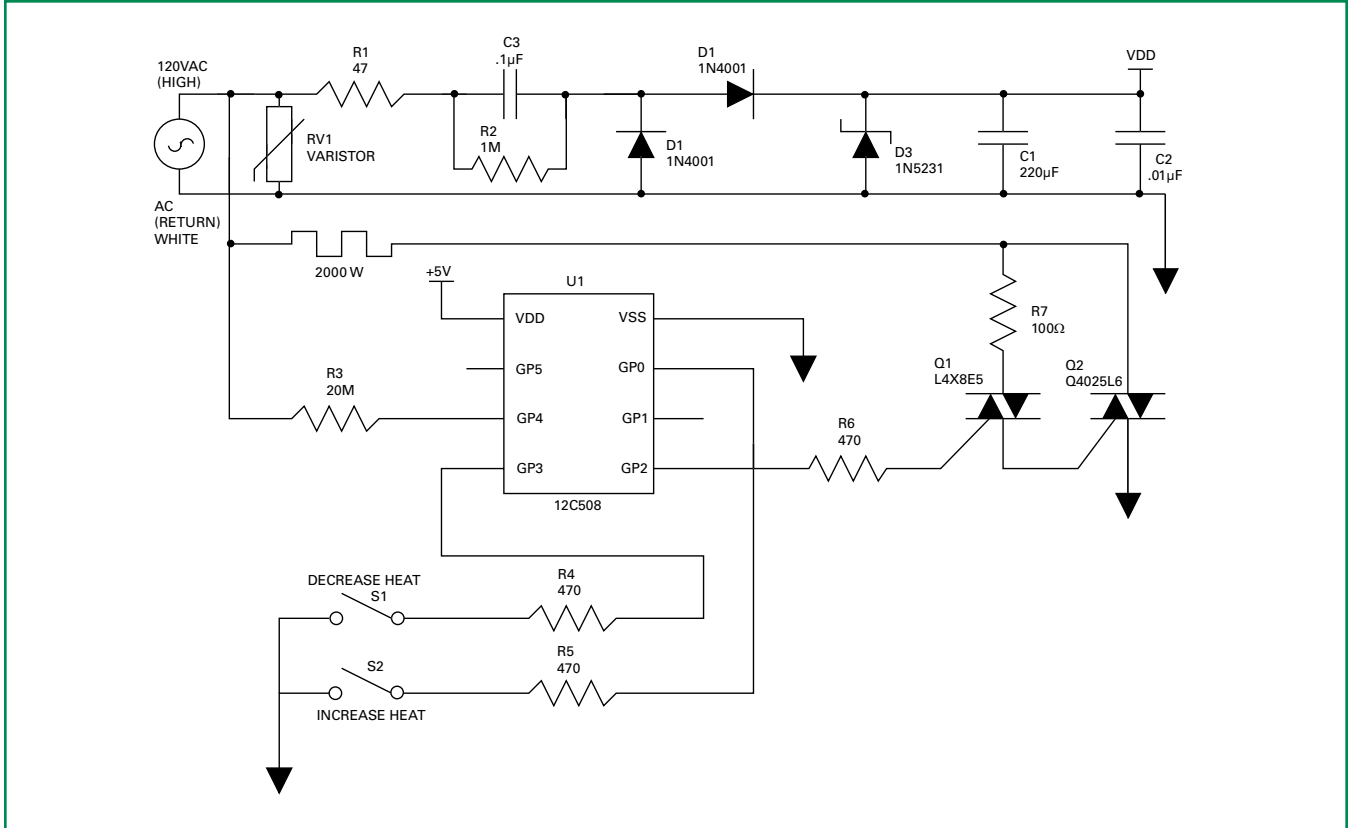 120VAC
(HIGH)
R1
47
C3
.1µF
D1
1N4001
VDD
RV1
VARISTOR
R2
1M
D1
1N4001
D3
1N5231
C1
220µF
C2
.01µF
AC
(RETURN)
WHITE
2000 W
+5V
U1
VDD
VSS
GP5
GP0
GP4
GP1
GP3
GP2
12C508
R3
20M
R7
100Ω
Q1
L4X8E5
Q2
Q4025L6
R6
470
DECREASE HEAT
S1
R4
470
S2
INCREASE HEAT
R5
470